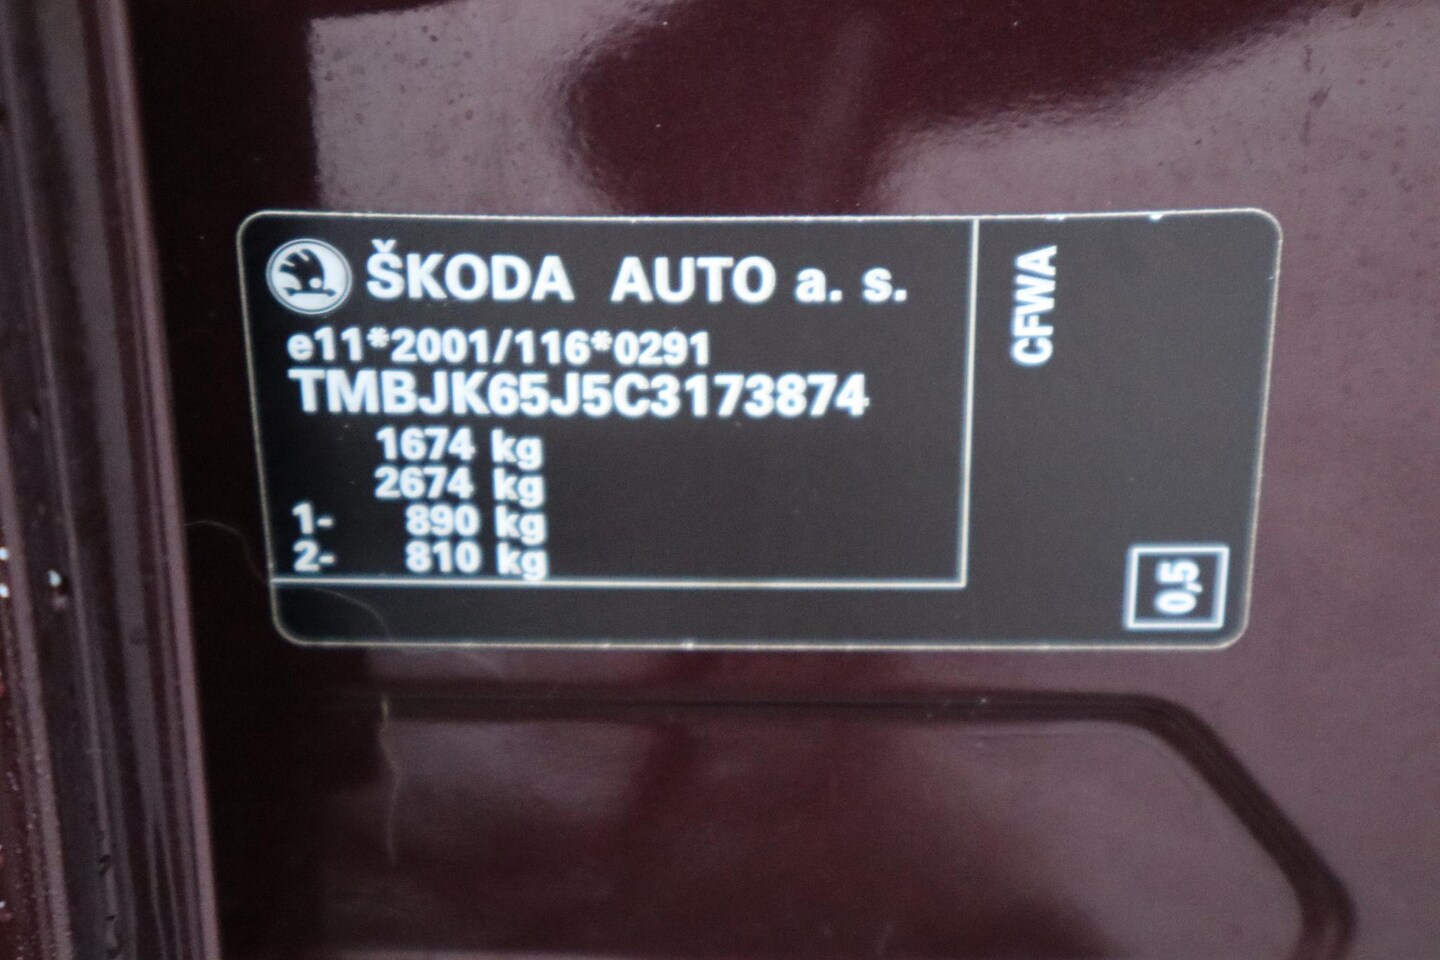 ŠKODA AUTO a. s.
e11*2001/116*0291
TMBJK65J5C3173874
1674 kg
2674 kg
1- 890 kg
2- 810 kg
CFWA
0,5